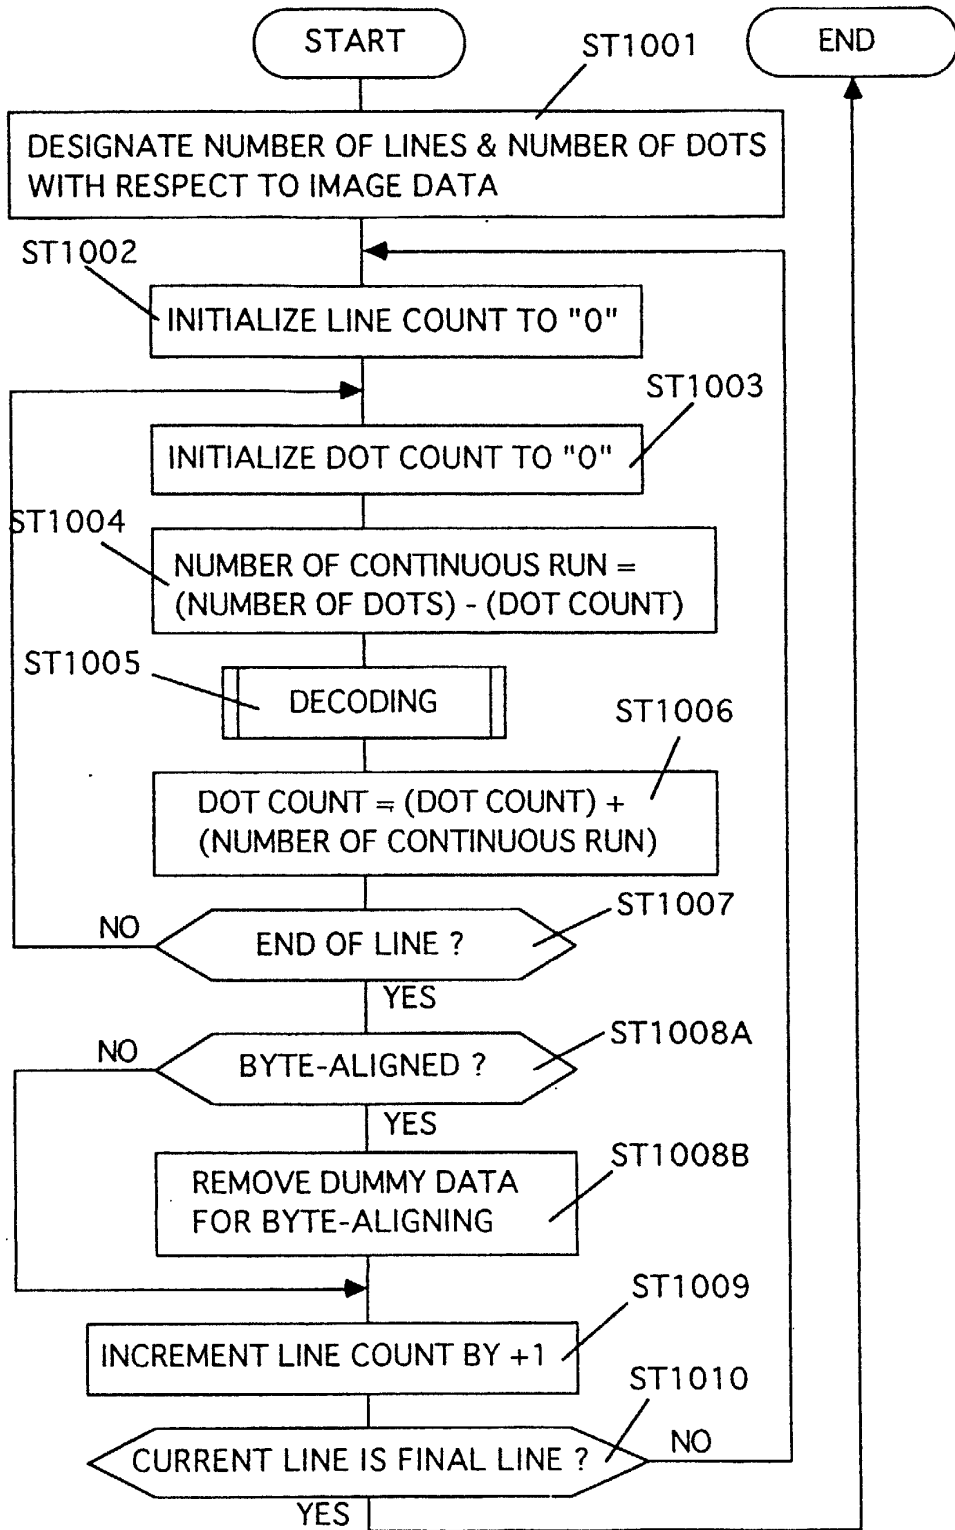 START
END
ST1001
DESIGNATE NUMBER OF LINES & NUMBER OF DOTS
WITH RESPECT TO IMAGE DATA
ST1002
INITIALIZE LINE COUNT TO "0"
ST1003
INITIALIZE DOT COUNT TO "0"
ST1004
NUMBER OF CONTINUOUS RUN =
(NUMBER OF DOTS) - (DOT COUNT)
ST1005
DECODING
ST1006
DOT COUNT = (DOT COUNT) +
(NUMBER OF CONTINUOUS RUN)
ST1007
NO
END OF LINE ?
YES
ST1008A
NO
BYTE-ALIGNED ?
YES
ST1008B
REMOVE DUMMY DATA
FOR BYTE-ALIGNING
ST1009
INCREMENT LINE COUNT BY +1
ST1010
CURRENT LINE IS FINAL LINE ?
NO
YES